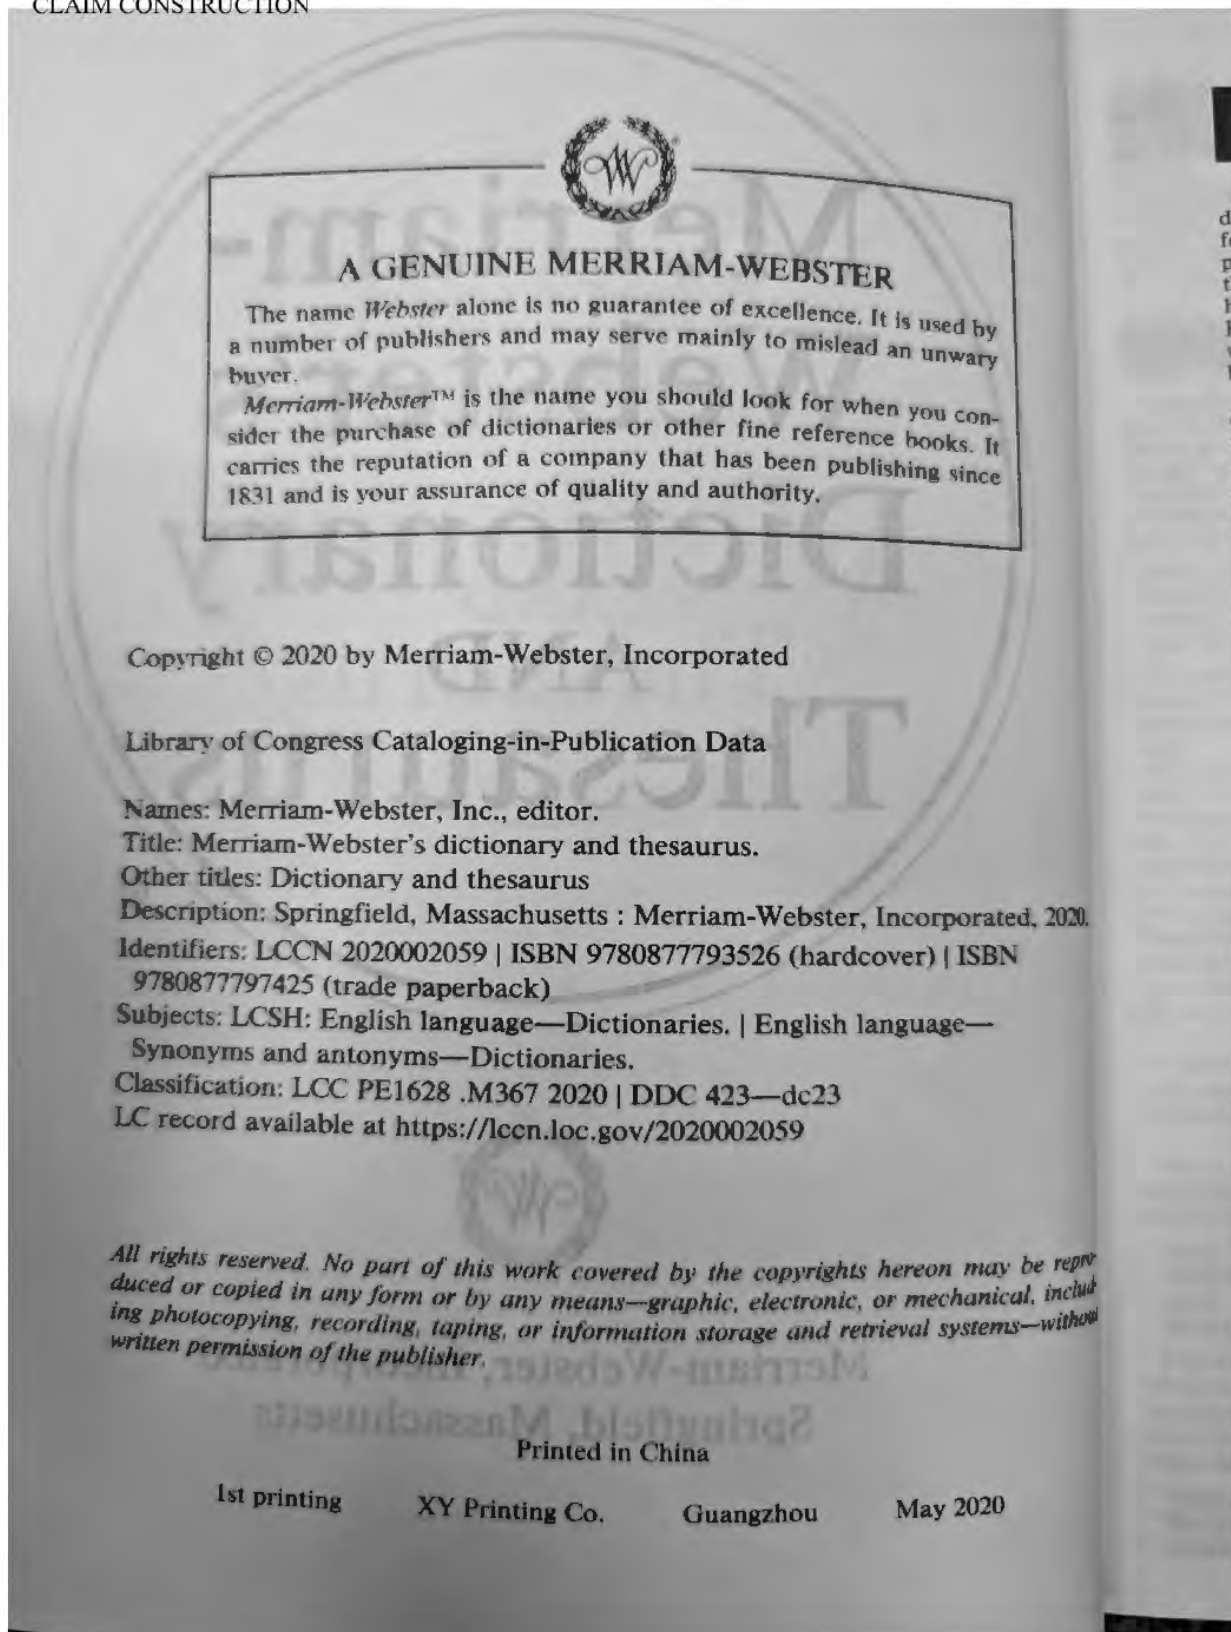 CLAIM CONSTRUCTION
A GENUINE MERRIAM-WEBSTER
The name Webster alone is no guarantee of excellence. It is used by
a number of publishers and may serve mainly to mislead an unwary
buyer.
Merriam-Webster™ is the name you should look for when you con-
sider the purchase of dictionaries or other fine reference books. It
carries the reputation of a company that has been publishing since
1831 and is your assurance of quality and authority.
Copyright © 2020 by Merriam-Webster, Incorporated
Library of Congress Cataloging-in-Publication Data
Names: Merriam-Webster, Inc., editor.
Title: Merriam-Webster's dictionary and thesaurus.
Other titles: Dictionary and thesaurus
Description: Springfield, Massachusetts : Merriam-Webster, Incorporated, 2020.
Identifiers: LCCN 2020002059 | ISBN 9780877793526 (hardcover) | ISBN
9780877797425 (trade paperback)
Subjects: LCSH: English language—Dictionaries. | English language—
Synonyms and antonyms—Dictionaries.
Classification: LCC PE1628 .M367 2020 | DDC 423—dc23
LC record available at https://lccn.loc.gov/2020002059
All rights reserved. No part of this work covered by the copyrights hereon may be repro-
duced or copied in any form or by any means—graphic, electronic, or mechanical, includ-
ing photocopying, recording, taping, or information storage and retrieval systems—without
written permission of the publisher.
Printed in China
1st printing XY Printing Co. Guangzhou May 2020